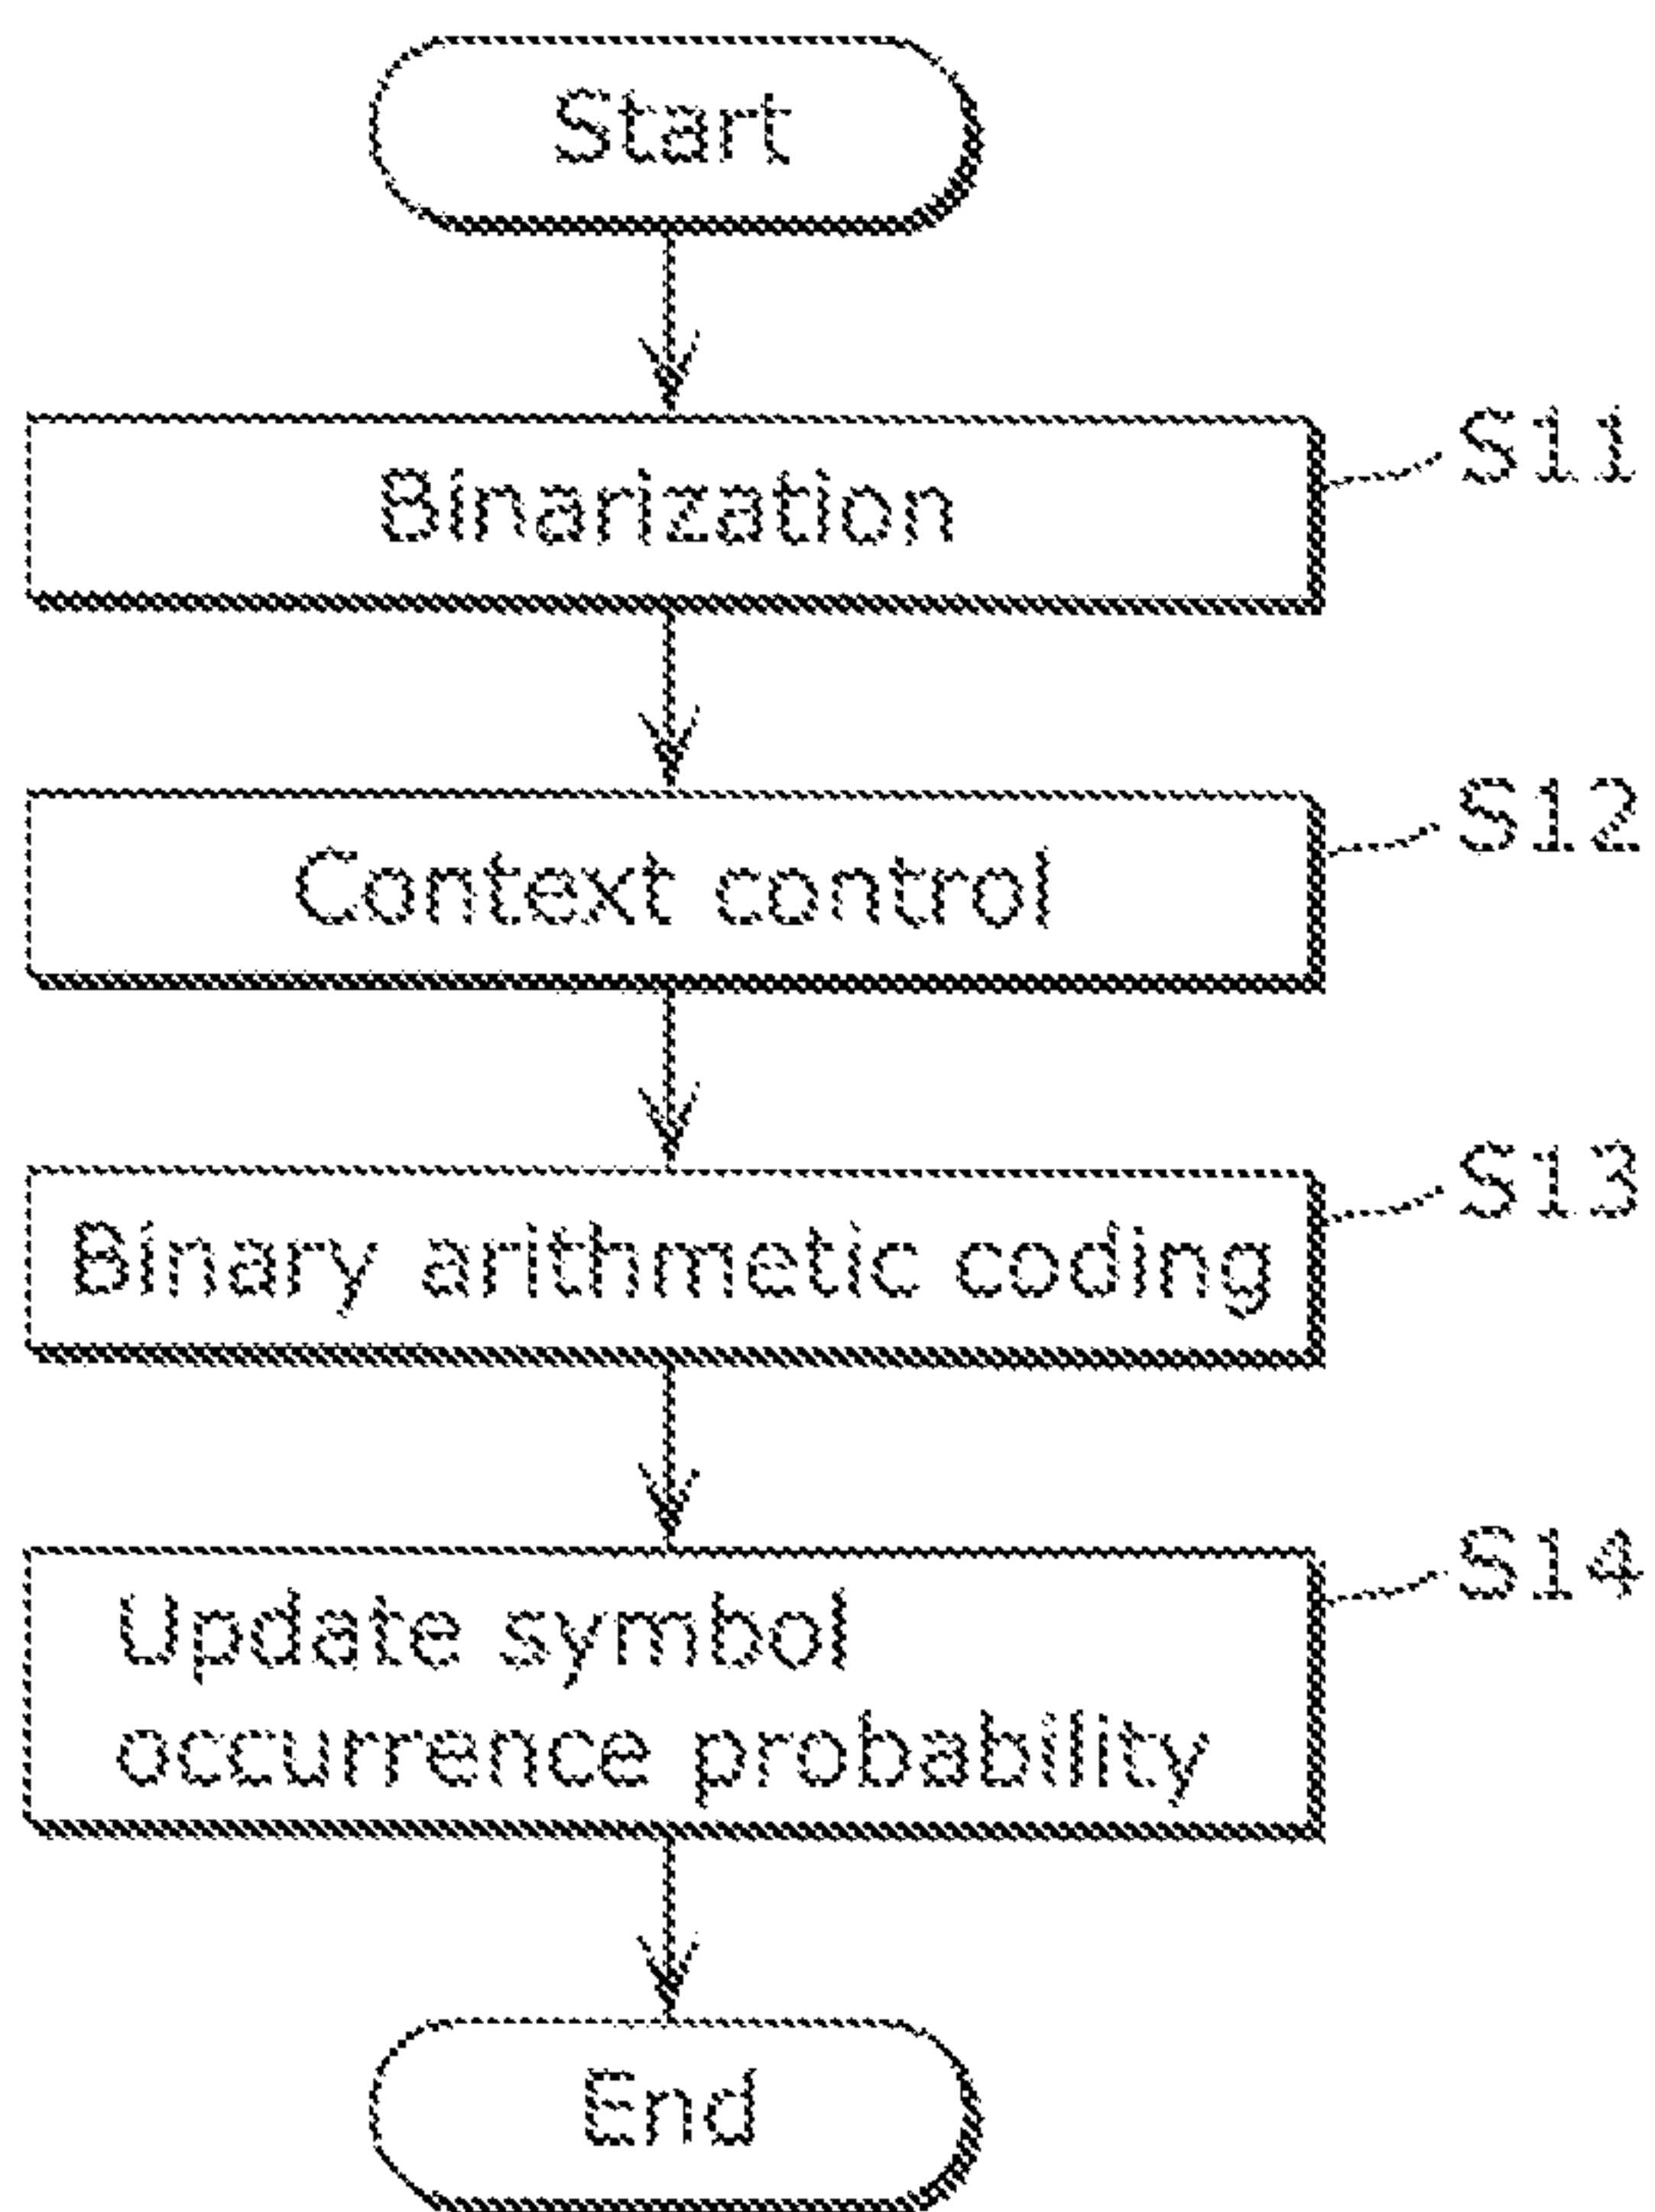 Start
Binarization
S11
Context control
S12
Binary arithmetic coding
S13
Update symbol
occurrence probability
S14
End